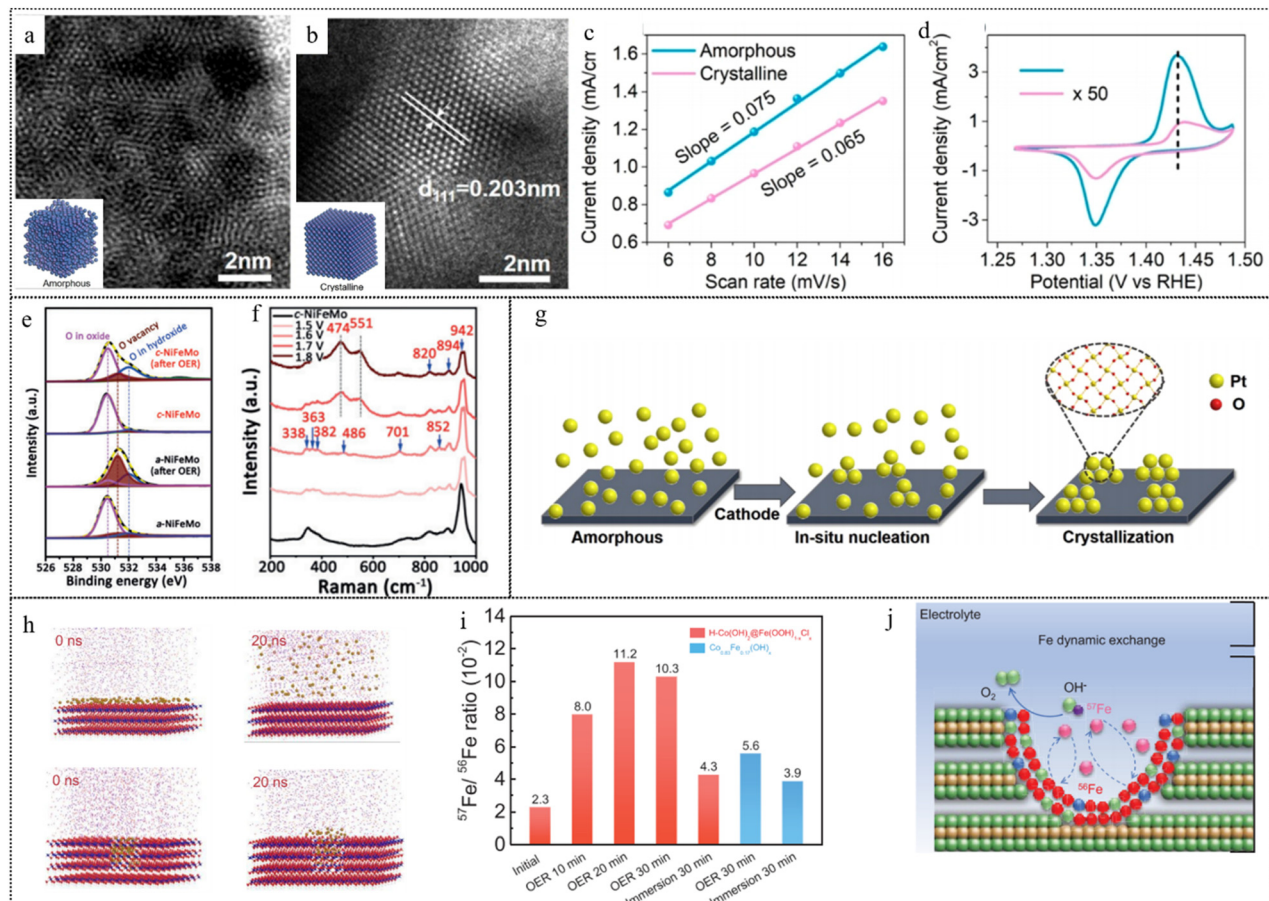 a
2nm
Amorphous
b
d111=0.203nm
2nm
Crystalline
c
Current density (mA/cm
1.6
1.4
1.2
1.0
0.8
0.6
Amorphous
Crystalline
Slope = 0.075
Slope = 0.065
6 8 10 12 14 16
Scan rate (mV/s)
d
Current density (mA/cm²)
3
1
-1
-3
x 50
1.25 1.30 1.35 1.40 1.45 1.50
Potential (V vs RHE)
e
Intensity (a.u.)
O in oxide
O vacancy
O in hydroxide
c-NiFeMo
(after OER)
c-NiFeMo
a-NiFeMo
(after OER)
a-NiFeMo
526 528 530 532 534 536 538
Binding energy (eV)
f
Intensity (a.u.)
c-NiFeMo
1.5 V
1.6 V
1.7 V
1.8 V
474 551
820 894 942
338 363 382 486 701 852
200 400 600 800 1000
Raman (cm-1)
g
Pt
O
Amorphous
Cathode
In-situ nucleation
Crystallization
h
0 ns
20 ns
0 ns
20 ns
i
57Fe/ 56Fe ratio (10-2)
14
12
10
8
6
4
2
0
H-Co(OH)
@Fe(OOH)
Cl
Co
Fe
(OH)
2.3
8.0
11.2
10.3
4.3
5.6
3.9
Initial
OER 10 min
OER 20 min
OER 30 min
Immersion 30 min
OER 30 min
Immersion 30 min
j
Electrolyte
Fe dynamic exchange
O2
OH-
57Fe
56Fe